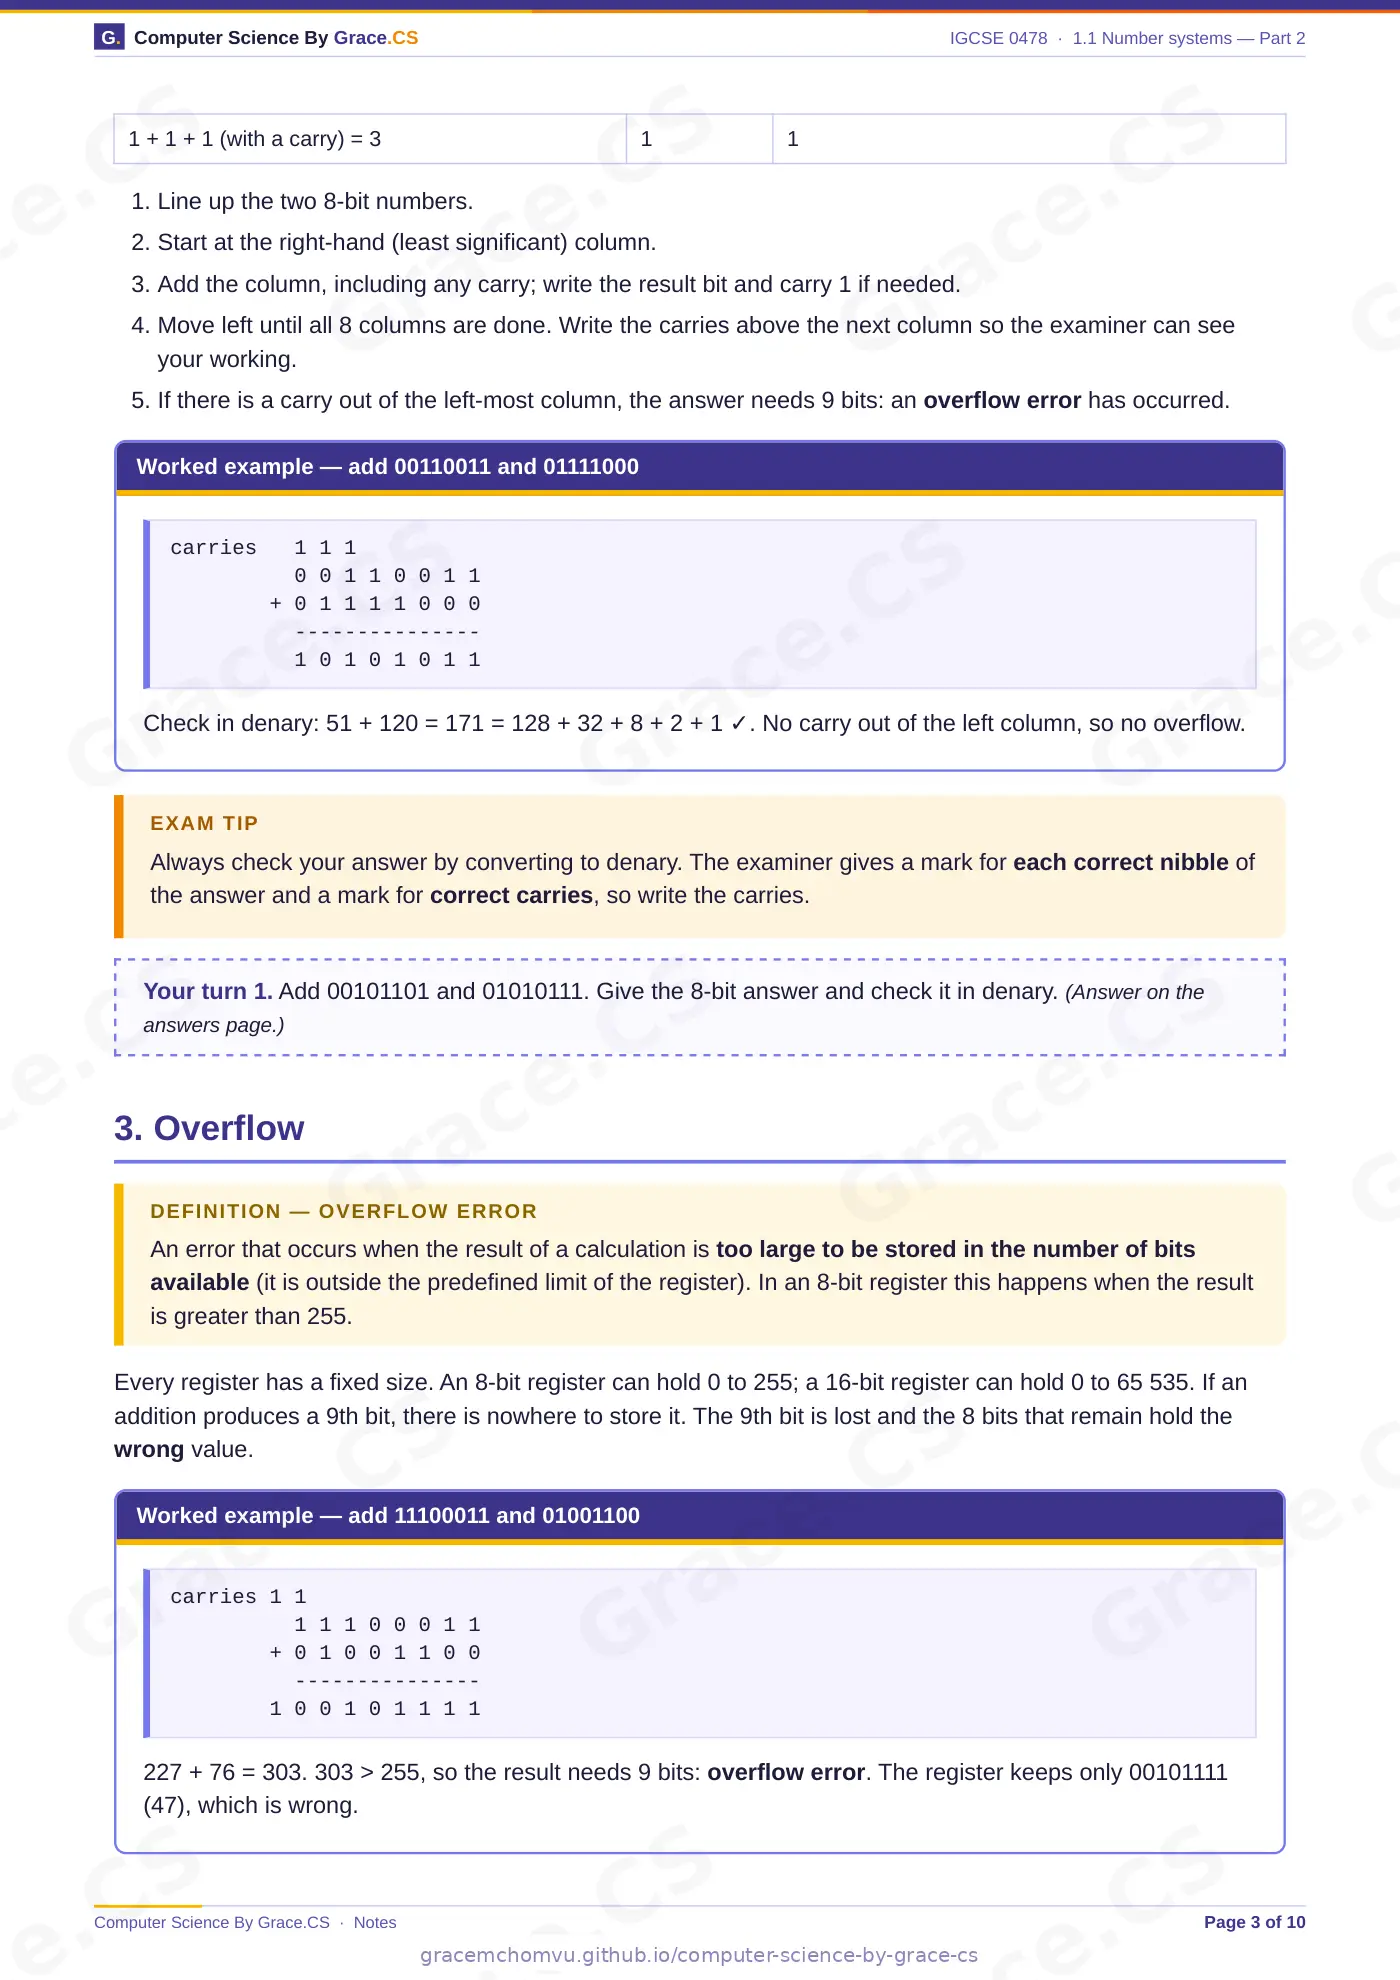 G. Computer Science By Grace.CS
IGCSE 0478 · 1.1 Number systems — Part 2
1 + 1 + 1 (with a carry) = 3 1 1
1. Line up the two 8-bit numbers.
2. Start at the right-hand (least significant) column.
3. Add the column, including any carry; write the result bit and carry 1 if needed.
4. Move left until all 8 columns are done. Write the carries above the next column so the examiner can see
your working.
5. If there is a carry out of the left-most column, the answer needs 9 bits: an overflow error has occurred.
Worked example — add 00110011 and 01111000
carries   1 1 1
          0 0 1 1 0 0 1 1
        + 0 1 1 1 1 0 0 0
          ---------------
          1 0 1 0 1 0 1 1
Check in denary: 51 + 120 = 171 = 128 + 32 + 8 + 2 + 1 ✓. No carry out of the left column, so no overflow.
EXAM TIP
Always check your answer by converting to denary. The examiner gives a mark for each correct nibble of
the answer and a mark for correct carries, so write the carries.
Your turn 1. Add 00101101 and 01010111. Give the 8-bit answer and check it in denary. (Answer on the
answers page.)
3. Overflow
DEFINITION — OVERFLOW ERROR
An error that occurs when the result of a calculation is too large to be stored in the number of bits
available (it is outside the predefined limit of the register). In an 8-bit register this happens when the result
is greater than 255.
Every register has a fixed size. An 8-bit register can hold 0 to 255; a 16-bit register can hold 0 to 65 535. If an
addition produces a 9th bit, there is nowhere to store it. The 9th bit is lost and the 8 bits that remain hold the
wrong value.
Worked example — add 11100011 and 01001100
carries 1 1
          1 1 1 0 0 0 1 1
        + 0 1 0 0 1 1 0 0
          ---------------
        1 0 0 1 0 1 1 1 1
227 + 76 = 303. 303 > 255, so the result needs 9 bits: overflow error. The register keeps only 00101111
(47), which is wrong.
Computer Science By Grace.CS · Notes
Page 3 of 10
gracemchomvu.github.io/computer-science-by-grace-cs